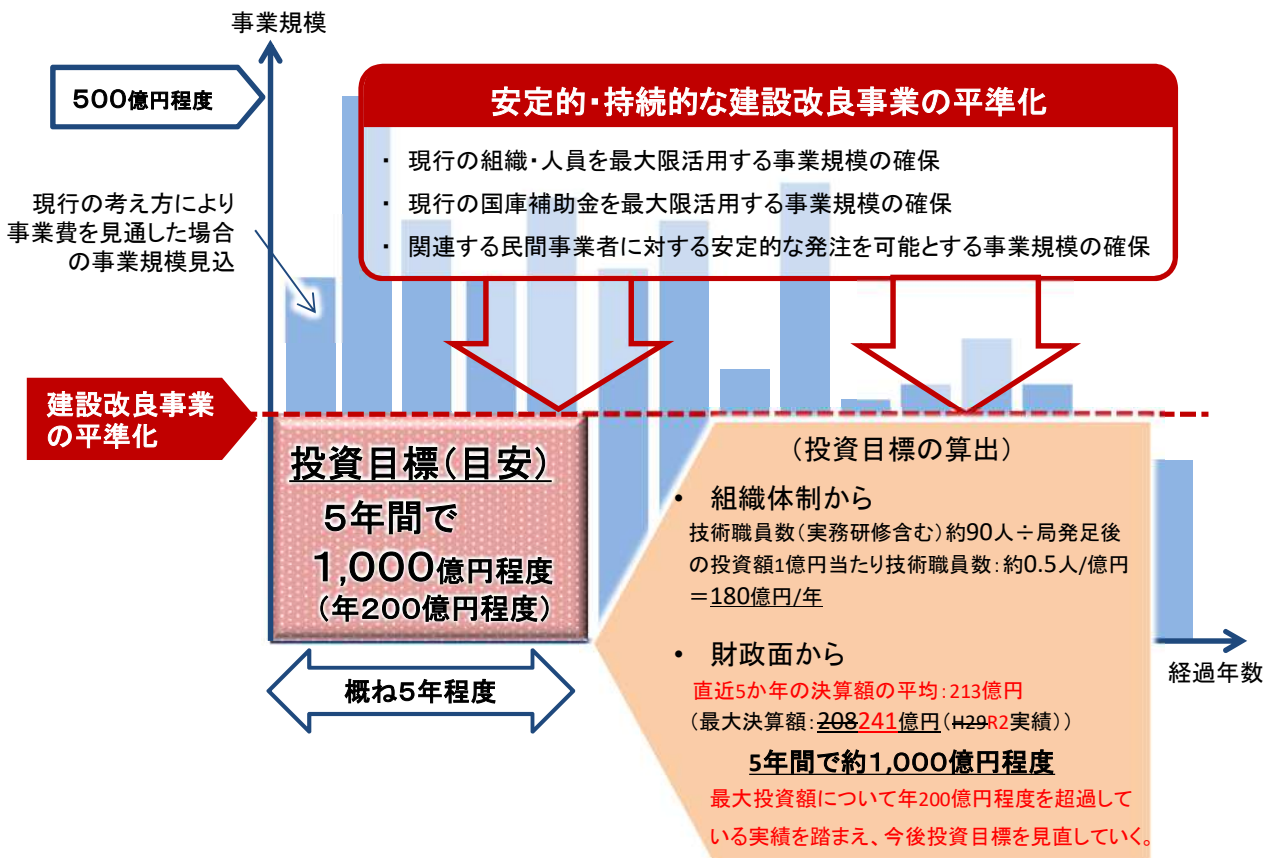 事業規模
500億円程度
安定的・持続的な建設改良事業の平準化
・ 現行の組織・人員を最大限活用する事業規模の確保
・ 現行の国庫補助金を最大限活用する事業規模の確保
・ 関連する民間事業者に対する安定的な発注を可能とする事業規模の確保
現行の考え方により
事業費を見通した場合
の事業規模見込
建設改良事業
の平準化
投資目標(目安)
5年間で
1,000億円程度
(年200億円程度)
概ね5年程度
(投資目標の算出)
・ 組織体制から
技術職員数(実務研修含む)約90人÷局発足後
の投資額1億円当たり技術職員数:約0.5人/億円
=180億円/年
・ 財政面から
直近5か年の決算額の平均:213億円
(最大決算額:208241億円(H29R2実績))
5年間で約1,000億円程度
最大投資額について年200億円程度を超過して
いる実績を踏まえ、今後投資目標を見直していく。
経過年数